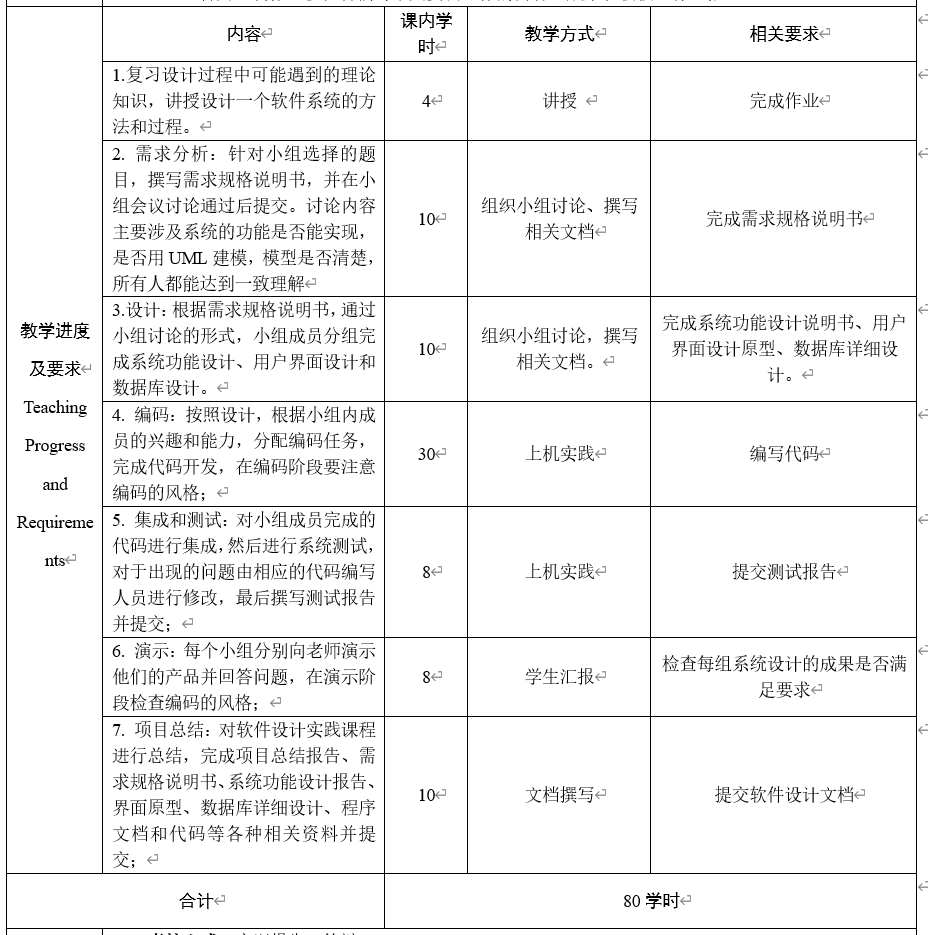 内容
课内学
时
教学方式
相关要求
1.复习设计过程中可能遇到的理论
知识，讲授设计一个软件系统的方
法和过程。
4
讲授
完成作业
2. 需求分析：针对小组选择的题
目，撰写需求规格说明书，并在小
组会议讨论通过后提交。讨论内容
主要涉及系统的功能是否能实现，
是否用 UML 建模，模型是否清楚，
所有人都能达到一致理解
10
组织小组讨论、撰写
相关文档
完成需求规格说明书
教学进度
及要求
Teaching
Progress
and
Requireme
nts
3.设计：根据需求规格说明书，通过
小组讨论的形式，小组成员分组完
成系统功能设计、用户界面设计和
数据库设计。
10
组织小组讨论，撰写
相关文档。
完成系统功能设计说明书、用户
界面设计原型、数据库详细设
计。
4. 编码：按照设计，根据小组内成
员的兴趣和能力，分配编码任务，
完成代码开发，在编码阶段要注意
编码的风格；
30
上机实践
编写代码
5. 集成和测试：对小组成员完成的
代码进行集成，然后进行系统测试，
对于出现的问题由相应的代码编写
人员进行修改，最后撰写测试报告
并提交；
8
上机实践
提交测试报告
6. 演示：每个小组分别向老师演示
他们的产品并回答问题，在演示阶
段检查编码的风格；
8
学生汇报
检查每组系统设计的成果是否满
足要求
7. 项目总结：对软件设计实践课程
进行总结，完成项目总结报告、需
求规格说明书、系统功能设计报告、
界面原型、数据库详细设计、程序
文档和代码等各种相关资料并提
交；
10
文档撰写
提交软件设计文档
合计
80 学时